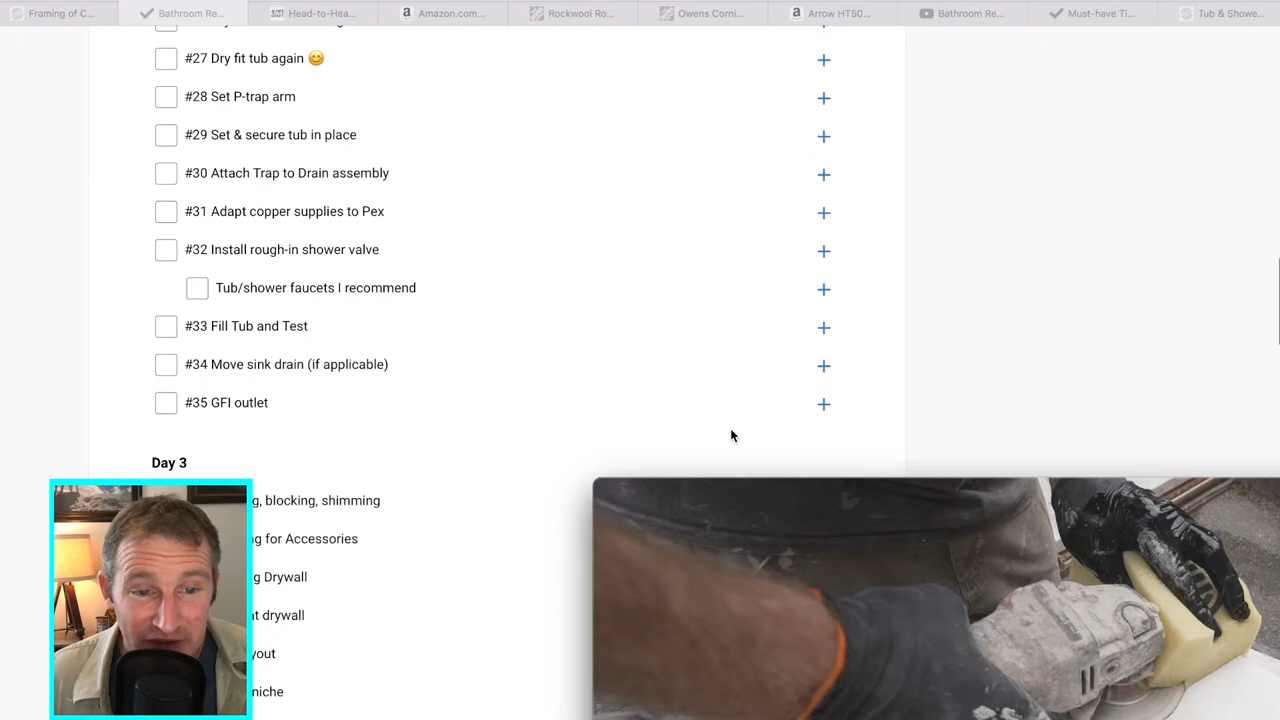 Framing of C...
Bathroom Re...
Head-to-Hea...
Amazon.com...
Rockwool Ro...
Owens Corni...
Arrow HT50...
Bathroom Re...
Must-have Ti...
Tub & Showe...
#27 Dry fit tub again 😊
#28 Set P-trap arm
#29 Set & secure tub in place
#30 Attach Trap to Drain assembly
#31 Adapt copper supplies to Pex
#32 Install rough-in shower valve
Tub/shower faucets I recommend
#33 Fill Tub and Test
#34 Move sink drain (if applicable)
#35 GFI outlet
Day 3
g, blocking, shimming
g for Accessories
g Drywall
t drywall
yout
niche